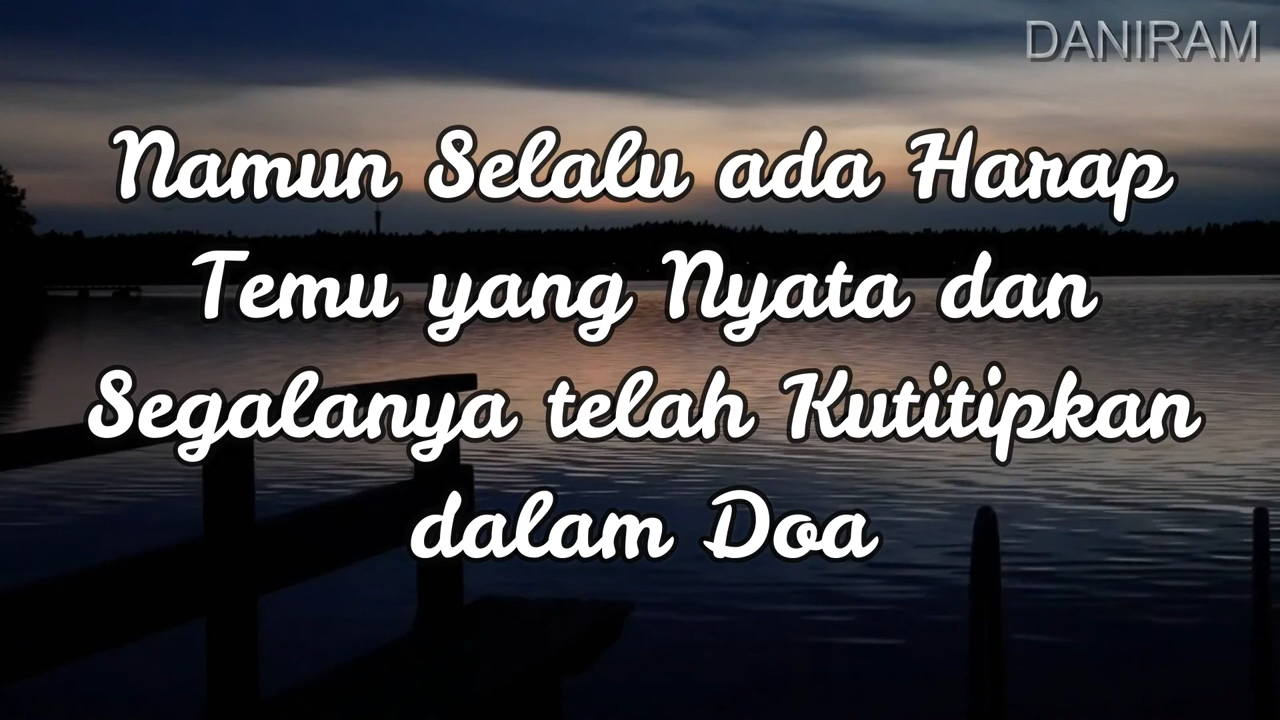 DANIRAM
Namun Selalu ada Harap
Temu yang Nyata dan
Segalanya telah Kutitipkan
dalam Doa